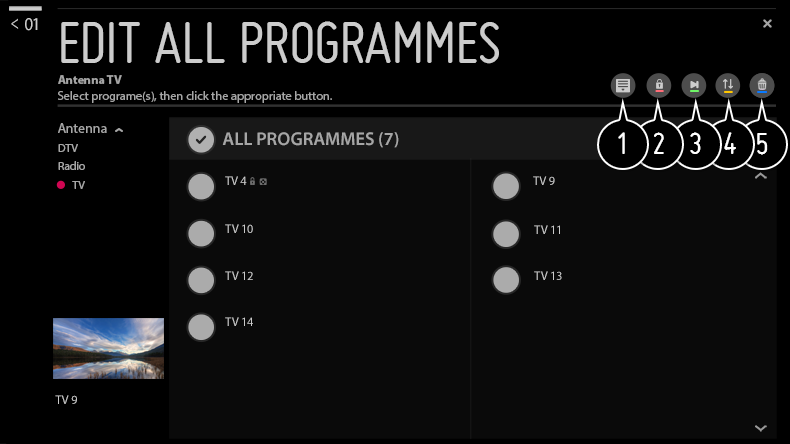 < 01
EDIT ALL PROGRAMMES
Antenna TV
Select programe(s), then click the appropriate button.
1 2 3 4 5
Antenna
DTV
Radio
TV
ALL PROGRAMMES (7)
TV 4
TV 9
TV 10
TV 11
TV 12
TV 13
TV 14
TV 9